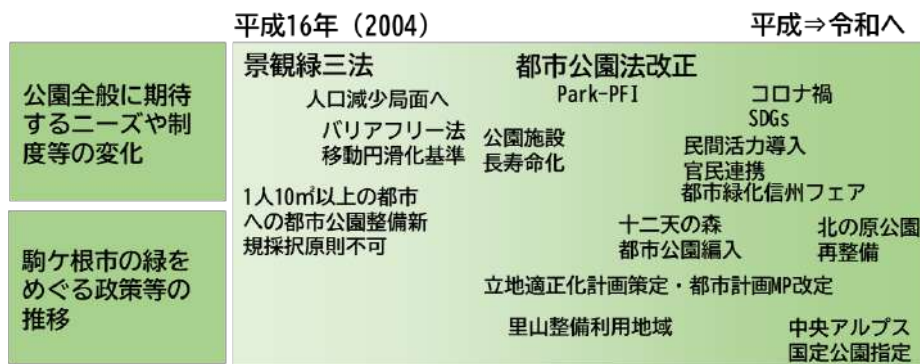 平成16年（2004）
平成⇒令和へ
公園全般に期待
するニーズや制
度等の変化
景観緑三法
都市公園法改正
人口減少局面へ
Park-PFI
コロナ禍
SDGs
バリアフリー法
移動円滑化基準
公園施設
長寿命化
民間活力導入
官民連携
都市緑化信州フェア
1人10㎡以上の都市
への都市公園整備新
規採択原則不可
駒ケ根市の緑を
めぐる政策等の
推移
十二天の森
都市公園編入
北の原公園
再整備
立地適正化計画策定・都市計画MP改定
里山整備利用地域
中央アルプス
国定公園指定